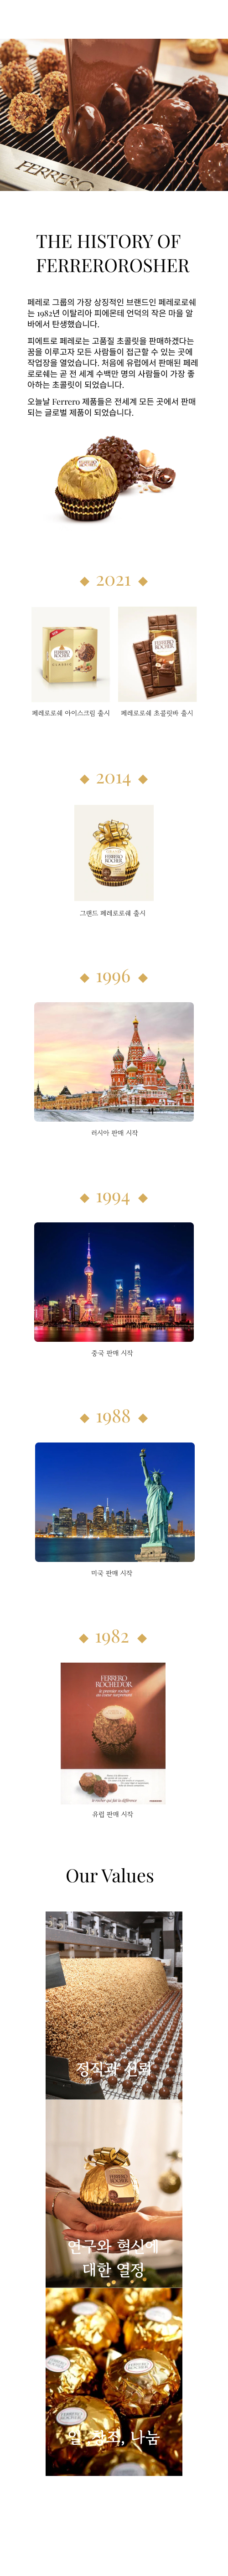 FERRERO
THE HISTORY OF
FERREROROSHER
페레로 그룹의 가장 상징적인 브랜드인 페레로로쉐
는 1982년 이탈리아 피에몬테 언덕의 작은 마을 알
바에서 탄생했습니다.
피에트로 페레로는 고품질 초콜릿을 판매하겠다는
꿈을 이루고자 모든 사람들이 접근할 수 있는 곳에
작업장을 열었습니다. 처음에 유럽에서 판매된 페레
로로쉐는 곧 전 세계 수백만 명의 사람들이 가장 좋
아하는 초콜릿이 되었습니다.
오늘날 Ferrero 제품들은 전세계 모든 곳에서 판매
되는 글로벌 제품이 되었습니다.
2021
FERRERO
ROCHER
CLASSIC
FERRERO
ROCHER
페레로로쉐 아이스크림 출시
페레로로쉐 초콜릿바 출시
2014
FERRERO
ROCHER
그랜드 페레로로쉐 출시
1996
러시아 판매 시작
1994
중국 판매 시작
1988
미국 판매 시작
1982
FERRERO
ROCHEDOR
유럽 판매 시작
Our Values
정직과 신뢰
FERRERO
ROCHER
연구와 혁신에
대한 열정
일, 창조, 나눔